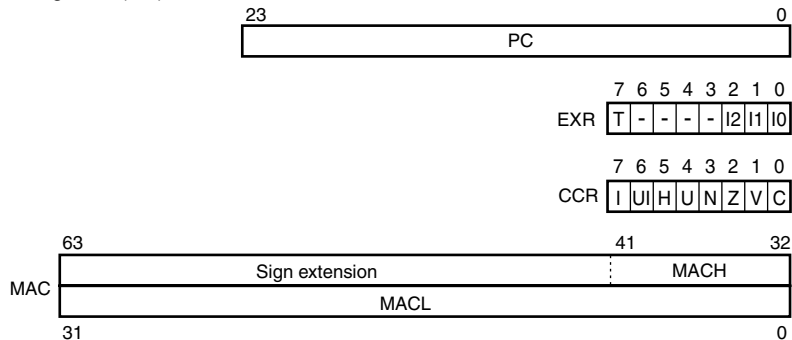 23 0
PC
7 6 5 4 3 2 1 0
EXR T - - - - I2 I1 I0
7 6 5 4 3 2 1 0
CCR I UI H U N Z V C
63 41 32
MAC
Sign extension MACH
MACL
31 0